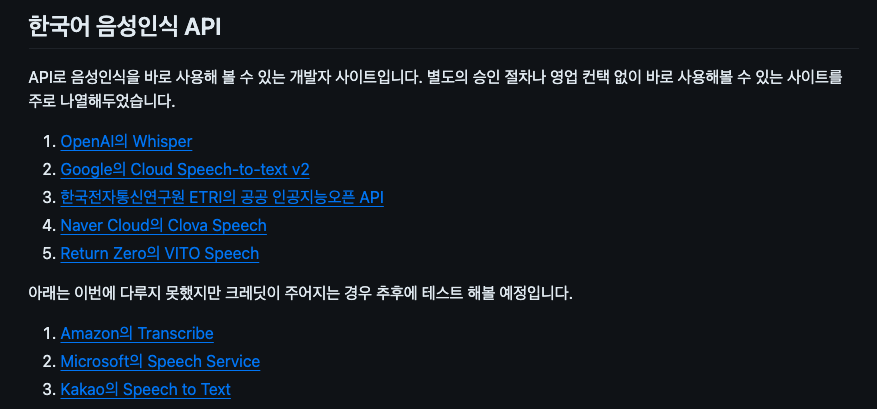 한국어 음성인식 API
API로 음성인식을 바로 사용해 볼 수 있는 개발자 사이트입니다. 별도의 승인 절차나 영업 컨택 없이 바로 사용해볼 수 있는 사이트를
주로 나열해두었습니다.
1. OpenAI의 Whisper
2. Google의 Cloud Speech-to-text v2
3. 한국전자통신연구원 ETRI의 공공 인공지능오픈 API
4. Naver Cloud의 Clova Speech
5. Return Zero의 VITO Speech
아래는 이번에 다루지 못했지만 크레딧이 주어지는 경우 추후에 테스트 해볼 예정입니다.
1. Amazon의 Transcribe
2. Microsoft의 Speech Service
3. Kakao의 Speech to Text